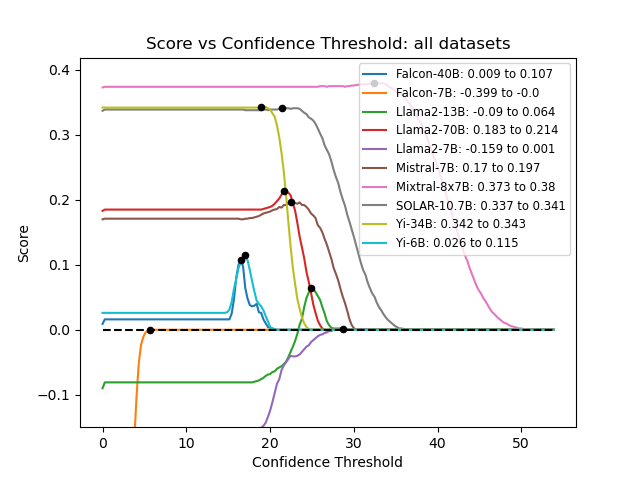 Score vs Confidence Threshold: all datasets
Falcon-40B: 0.009 to 0.107
Falcon-7B: -0.399 to -0.0
Llama2-13B: -0.09 to 0.064
Llama2-70B: 0.183 to 0.214
Llama2-7B: -0.159 to 0.001
Mistral-7B: 0.17 to 0.197
Mixtral-8x7B: 0.373 to 0.38
SOLAR-10.7B: 0.337 to 0.341
Yi-34B: 0.342 to 0.343
Yi-6B: 0.026 to 0.115
Score
0.4
0.3
0.2
0.1
0.0
−0.1
0 10 20 30 40 50
Confidence Threshold